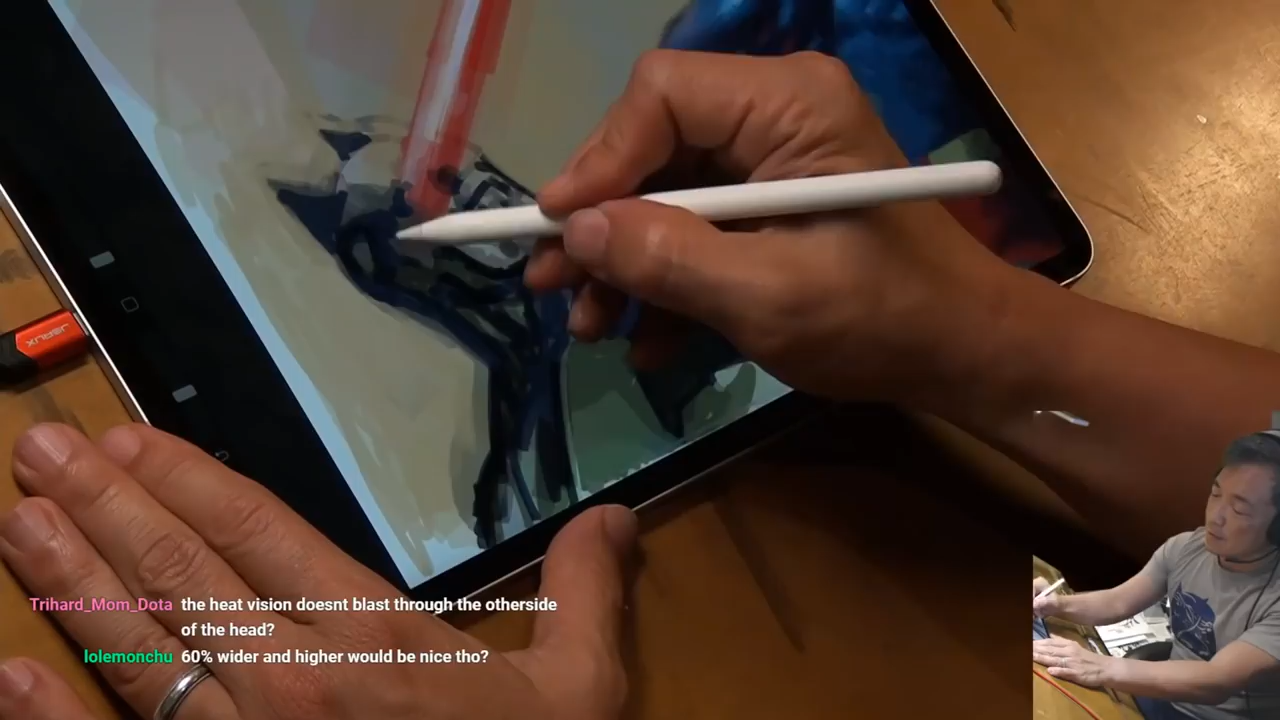 JSAUX
Trihard_Mom_Dota the heat vision doesnt blast through the otherside
of the head?
lolemonchu 60% wider and higher would be nice tho?